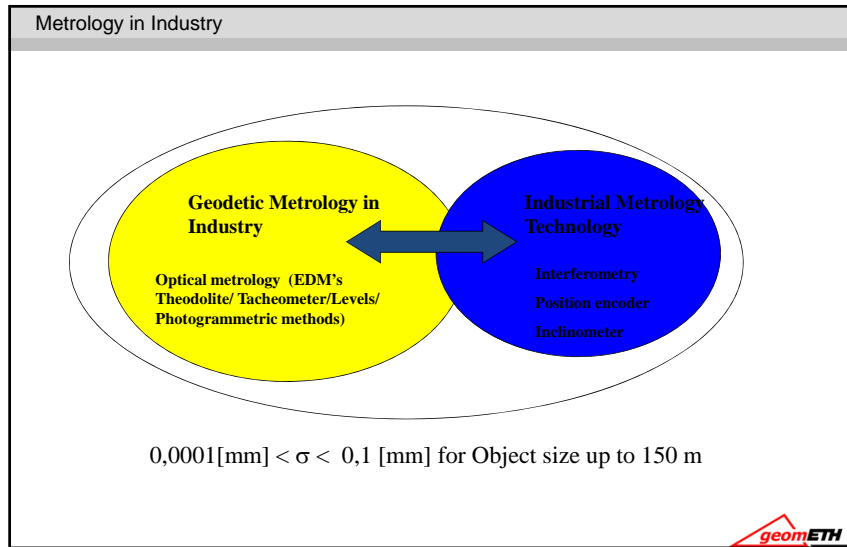 Metrology in Industry
Geodetic Metrology in
Industry
Optical metrology  (EDM's
Theodolite/ Tacheometer/Levels/
Photogrammetric methods)
Industrial Metrology
Technology
Interferometry
Position encoder
Inclinometer
0,0001[mm] < σ <  0,1 [mm] for Object size up to 150 m
geomETH